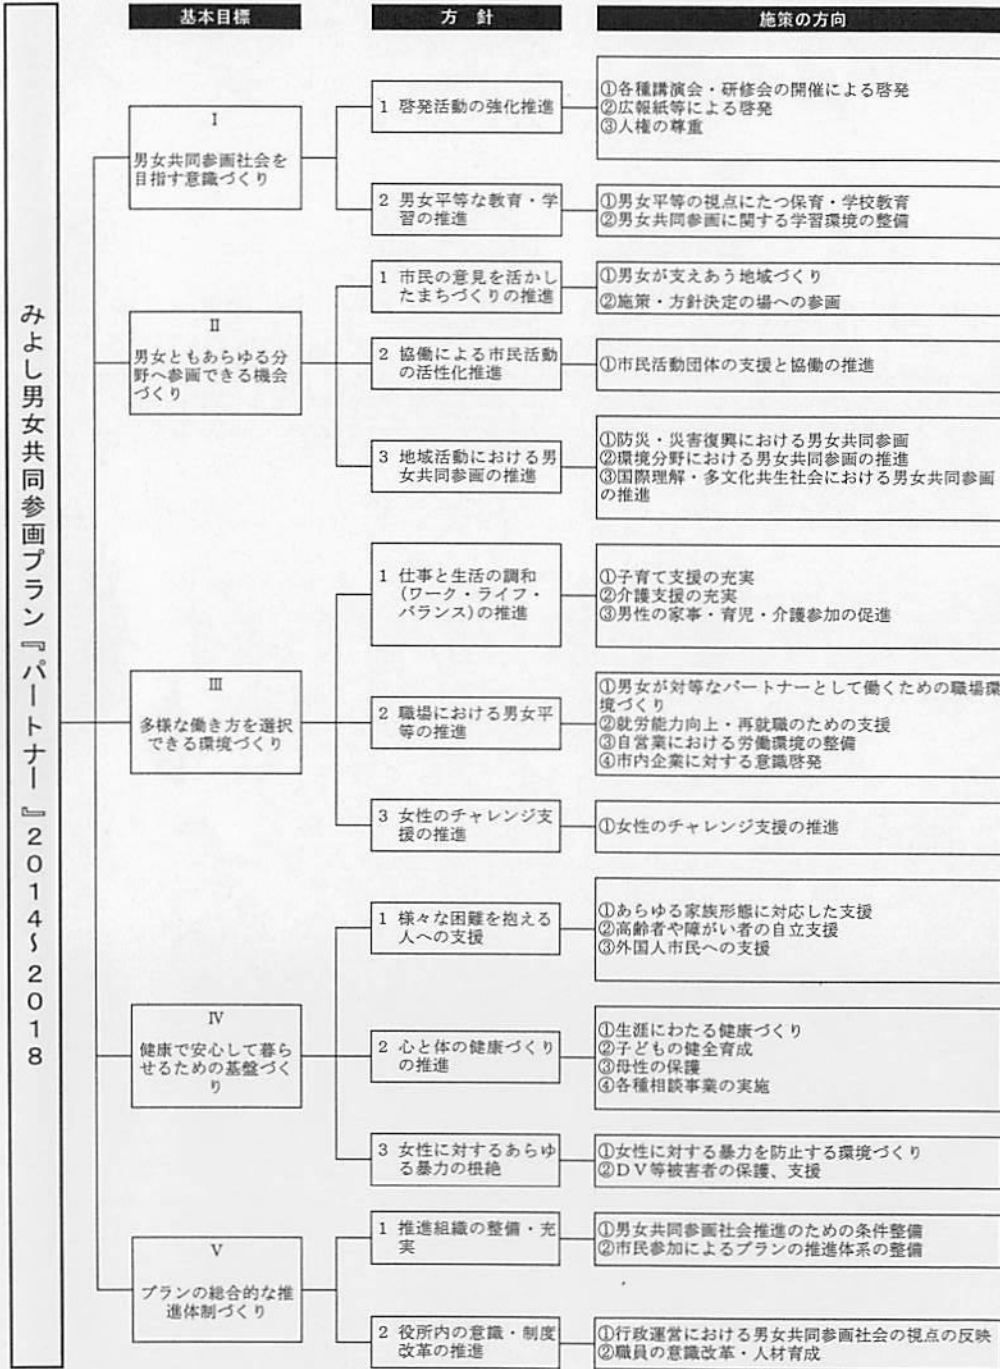 基本目標
方 針
施策の方向
みよし男女共同参画プラン『パートナー』2014~2018
Ⅰ
男女共同参画社会を
目指す意識づくり
1 啓発活動の強化推進
①各種講演会・研修会の開催による啓発
②広報紙等による啓発
③人権の尊重
2 男女平等な教育・学
習の推進
①男女平等の視点にたつ保育・学校教育
②男女共同参画に関する学習環境の整備
Ⅱ
男女ともあらゆる分
野へ参画できる機会
づくり
1 市民の意見を活かし
たまちづくりの推進
①男女が支えあう地域づくり
②施策・方針決定の場への参画
2 協働による市民活動
の活性化推進
①市民活動団体の支援と協働の推進
3 地域活動における男
女共同参画の推進
①防災・災害復興における男女共同参画
②環境分野における男女共同参画の推進
③国際理解・多文化共生社会における男女共同参画
の推進
Ⅲ
多様な働き方を選択
できる環境づくり
1 仕事と生活の調和
(ワーク・ライフ・
バランス)の推進
①子育て支援の充実
②介護支援の充実
③男性の家事・育児・介護参加の促進
2 職場における男女平
等の推進
①男女が対等なパートナーとして働くための職場環
境づくり
②就労能力向上・再就職のための支援
③自営業における労働環境の整備
④市内企業に対する意識啓発
3 女性のチャレンジ支
援の推進
①女性のチャレンジ支援の推進
Ⅳ
健康で安心して暮ら
せるための基盤づく
り
1 様々な困難を抱える
人への支援
①あらゆる家族形態に対応した支援
②高齢者や障がい者の自立支援
③外国人市民への支援
2 心と体の健康づくり
の推進
①生涯にわたる健康づくり
②子どもの健全育成
③母性の保護
④各種相談事業の実施
3 女性に対するあらゆ
る暴力の根絶
①女性に対する暴力を防止する環境づくり
②DV等被害者の保護、支援
Ⅴ
プランの総合的な推
進体制づくり
1 推進組織の整備・充
実
①男女共同参画社会推進のための条件整備
②市民参加によるプランの推進体系の整備
2 役所内の意識・制度
改革の推進
①行政運営における男女共同参画社会の視点の反映
②職員の意識改革・人材育成